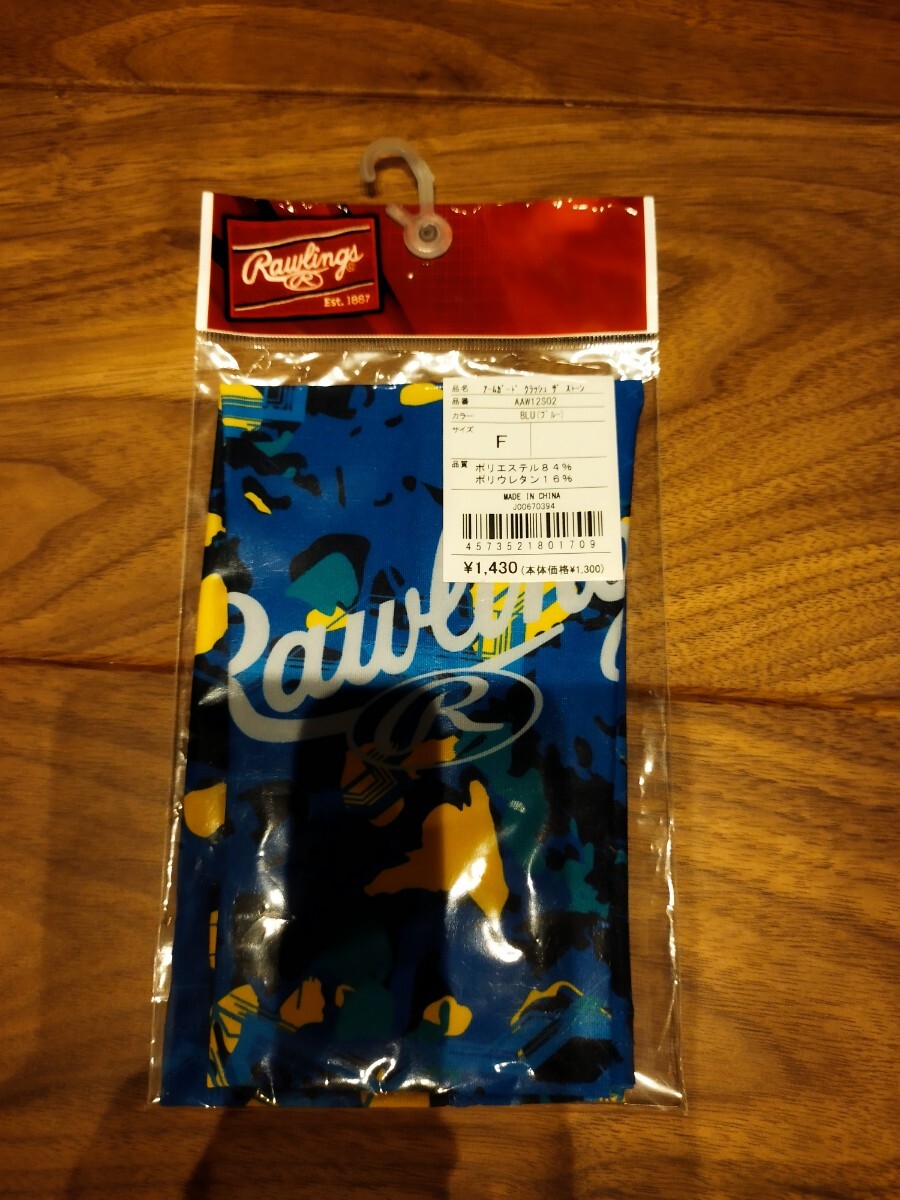 Rawlings
R
Est. 1887
品名 アームガード クラッシュ ザ ストーン
品番 AAW12S02
カラー BLU(ブルー)
サイズ F
品質 ポリエステル84%
ポリウレタン16%
MADE IN CHINA
J00670394
4573521801709
¥1,430(本体価格¥1,300)
Rawling
R